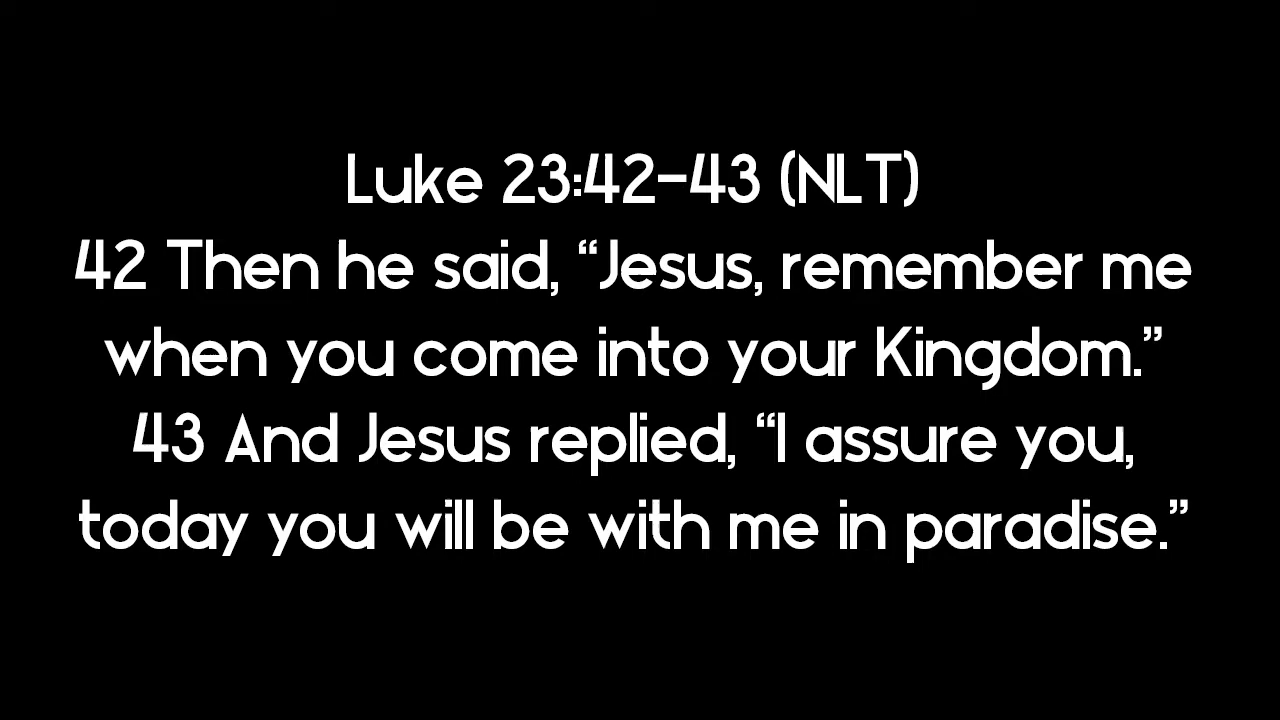 Luke 23:42-43 (NLT)
42 Then he said, “Jesus, remember me
when you come into your Kingdom.”
43 And Jesus replied, “I assure you,
today you will be with me in paradise.”